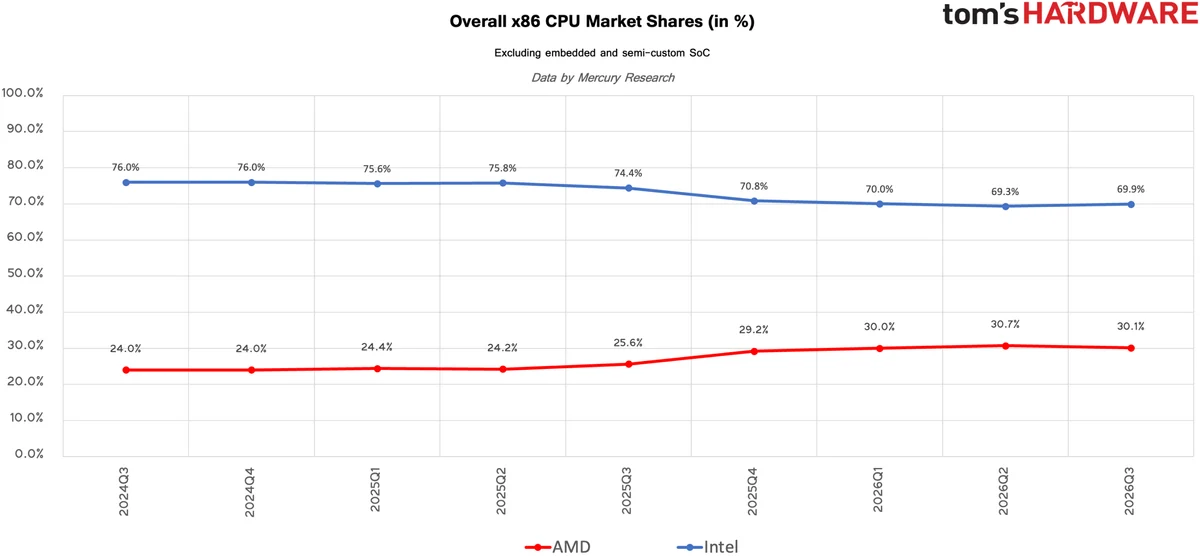 Overall x86 CPU Market Shares (in %)
tom's HARDWARE
Excluding embedded and semi-custom SoC
Data by Mercury Research
100.0%
90.0%
80.0%
70.0%
60.0%
50.0%
40.0%
30.0%
20.0%
10.0%
0.0%
76.0% 76.0% 75.6% 75.8% 74.4% 70.8% 70.0% 69.3% 69.9%
24.0% 24.0% 24.4% 24.2% 25.6% 29.2% 30.0% 30.7% 30.1%
2024Q3 2024Q4 2025Q1 2025Q2 2025Q3 2025Q4 2026Q1 2026Q2 2026Q3
AMD Intel